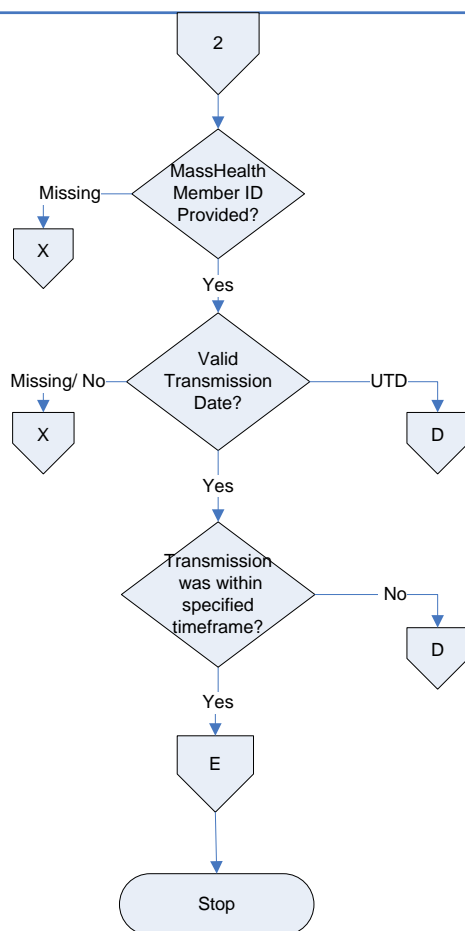 2
MassHealth
Member ID
Provided?
Missing
X
Yes
Valid
Transmission
Date?
Missing/ No
UTD
X
D
Yes
Transmission
was within
specified
timeframe?
No
D
Yes
E
Stop